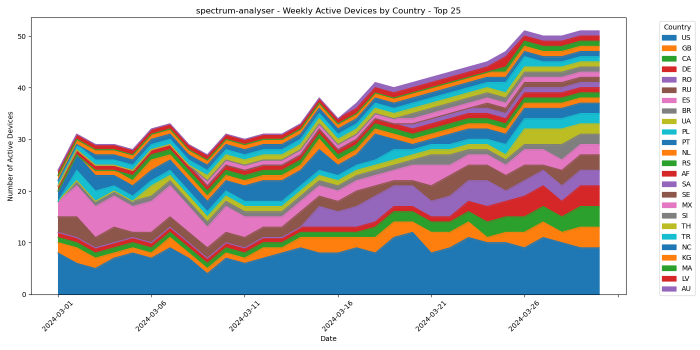 spectrum-analyser - Weekly Active Devices by Country - Top 25
Number of Active Devices
50
40
30
20
10
0
2024-03-01
2024-03-06
2024-03-11
2024-03-16
2024-03-21
2024-03-26
Date
Country
US
GB
CA
DE
RO
RU
ES
BR
UA
PL
PT
NL
RS
AF
SA
SE
MX
SI
TH
TR
NC
KG
MA
LV
AU